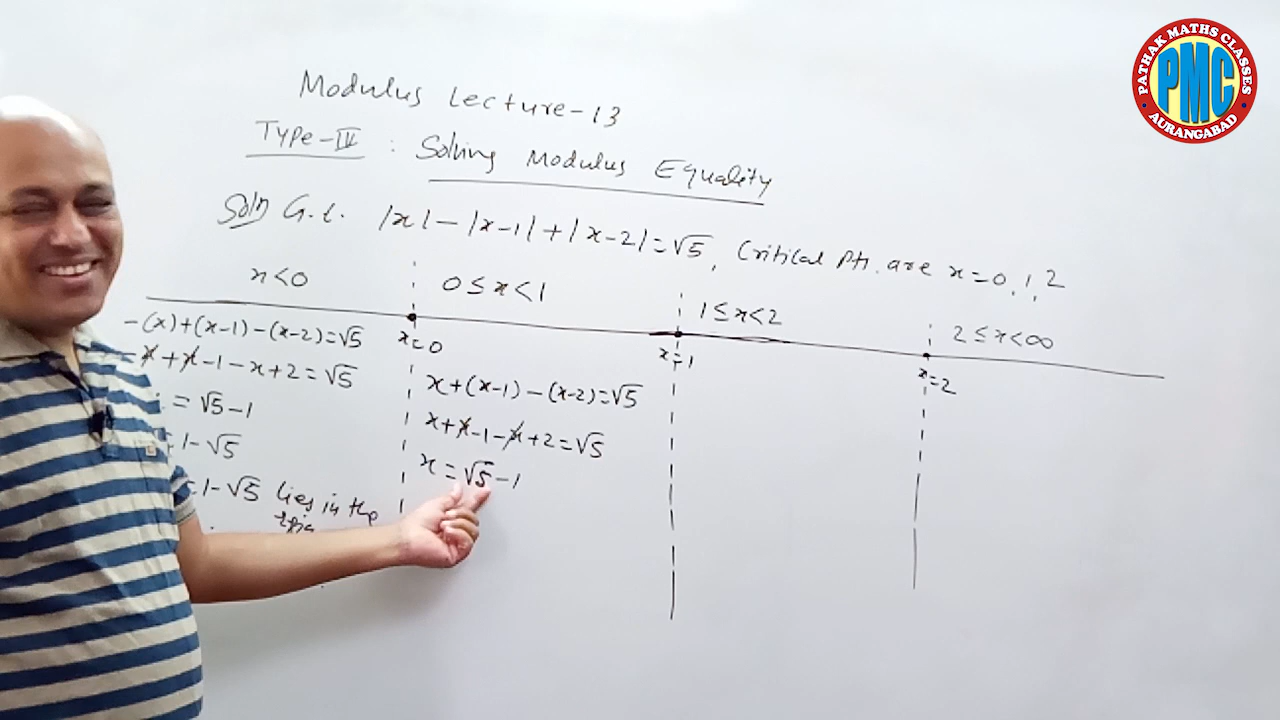 PATHAK MATHS CLASSES
PMC
AURANGABAD
Modulus Lecture-13
Type-IV : Solving Modulus Equality
Soln G.E. |x|-|x-1|+|x-2|=√5, Critical Pts. are x=0,1,2
x<0
0≤x<1
1≤x<2
2≤x<∞
x=0
x=1
x=2
-(x)+(x-1)-(x-2)=√5
-x+x-1-x+2=√5
=√5-1
1-√5
=1-√5 lies in the
x+(x-1)-(x-2)=√5
x+x-1-x+2=√5
x=√5-1